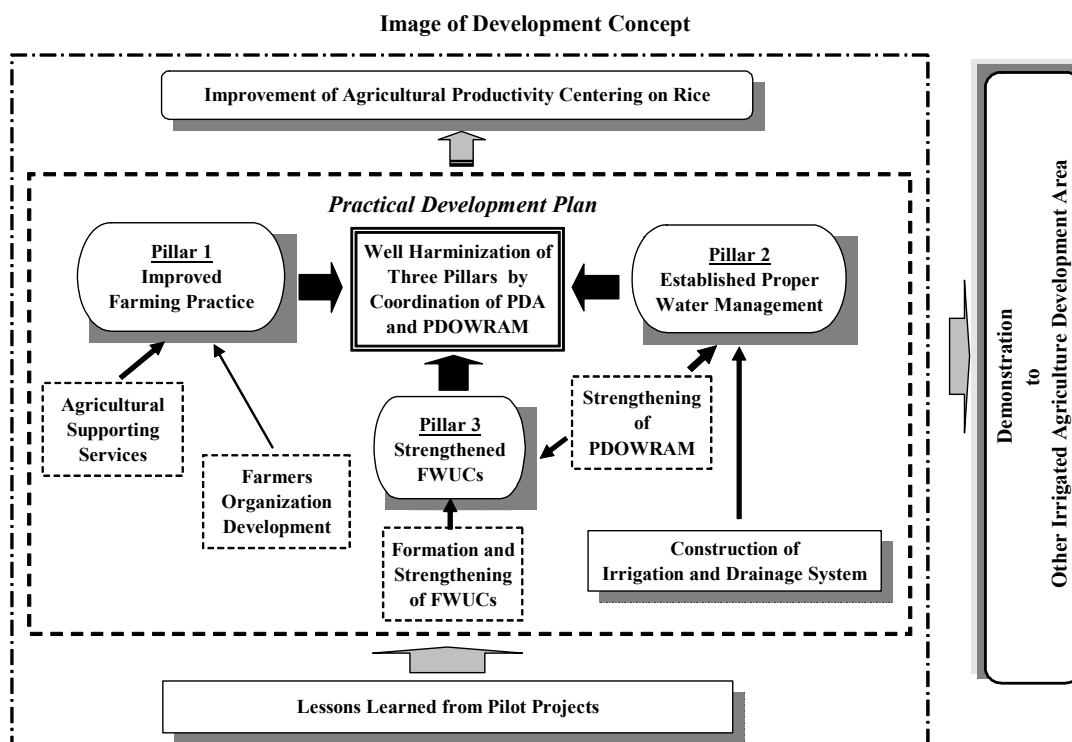 Image of Development Concept
Improvement of Agricultural Productivity Centering on Rice
Practical Development Plan
Pillar 1
Improved
Farming Practice
Well Harminization of
Three Pillars by
Coordination of PDA
and PDOWRAM
Pillar 2
Established Proper
Water Management
Agricultural
Supporting
Services
Farmers
Organization
Development
Pillar 3
Strengthened
FWUCs
Strengthening
of
PDOWRAM
Formation and
Strengthening
of FWUCs
Construction of
Irrigation and Drainage System
Lessons Learned from Pilot Projects
Demonstration
to
Other Irrigated Agriculture Development Area